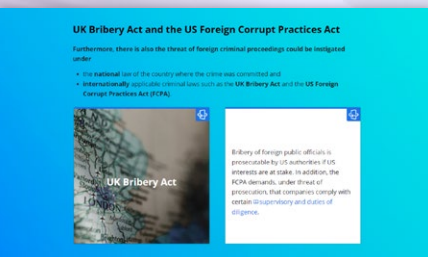 UK Bribery Act and the US Foreign Corrupt Practices Act
Furthermore, there is also the threat of foreign criminal proceedings could be instigated
under
the national law of the country where the crime was committed and
internationally applicable criminal laws such as the UK Bribery Act and the US Foreign
Corrupt Practices Act (FCPA).
UK Bribery Act
LONDON
Bribery of foreign public officials is
prosecutable by US authorities if US
interests are at stake. In addition, the
FCPA demands, under threat of
prosecution, that companies comply with
certain @supervisory and duties of
diligence.